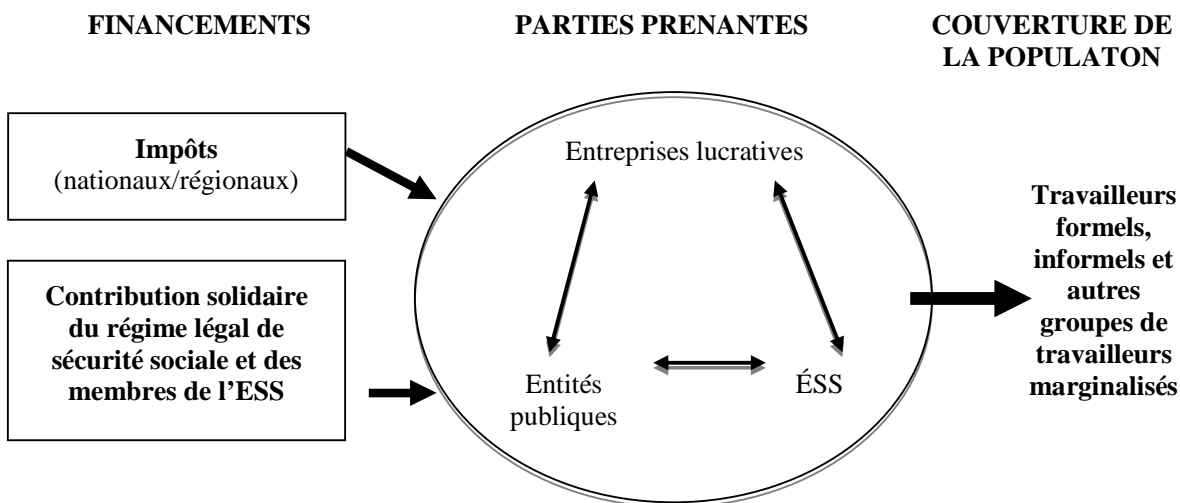 FINANCEMENTS
PARTIES PRENANTES
COUVERTURE DE
LA POPULATON
Impôts
(nationaux/régionaux)
Contribution solidaire
du régime légal de
sécurité sociale et des
membres de l’ESS
Entreprises lucratives
Entités
publiques
ÉSS
Travailleurs
formels,
informels et
autres
groupes de
travailleurs
marginalisés